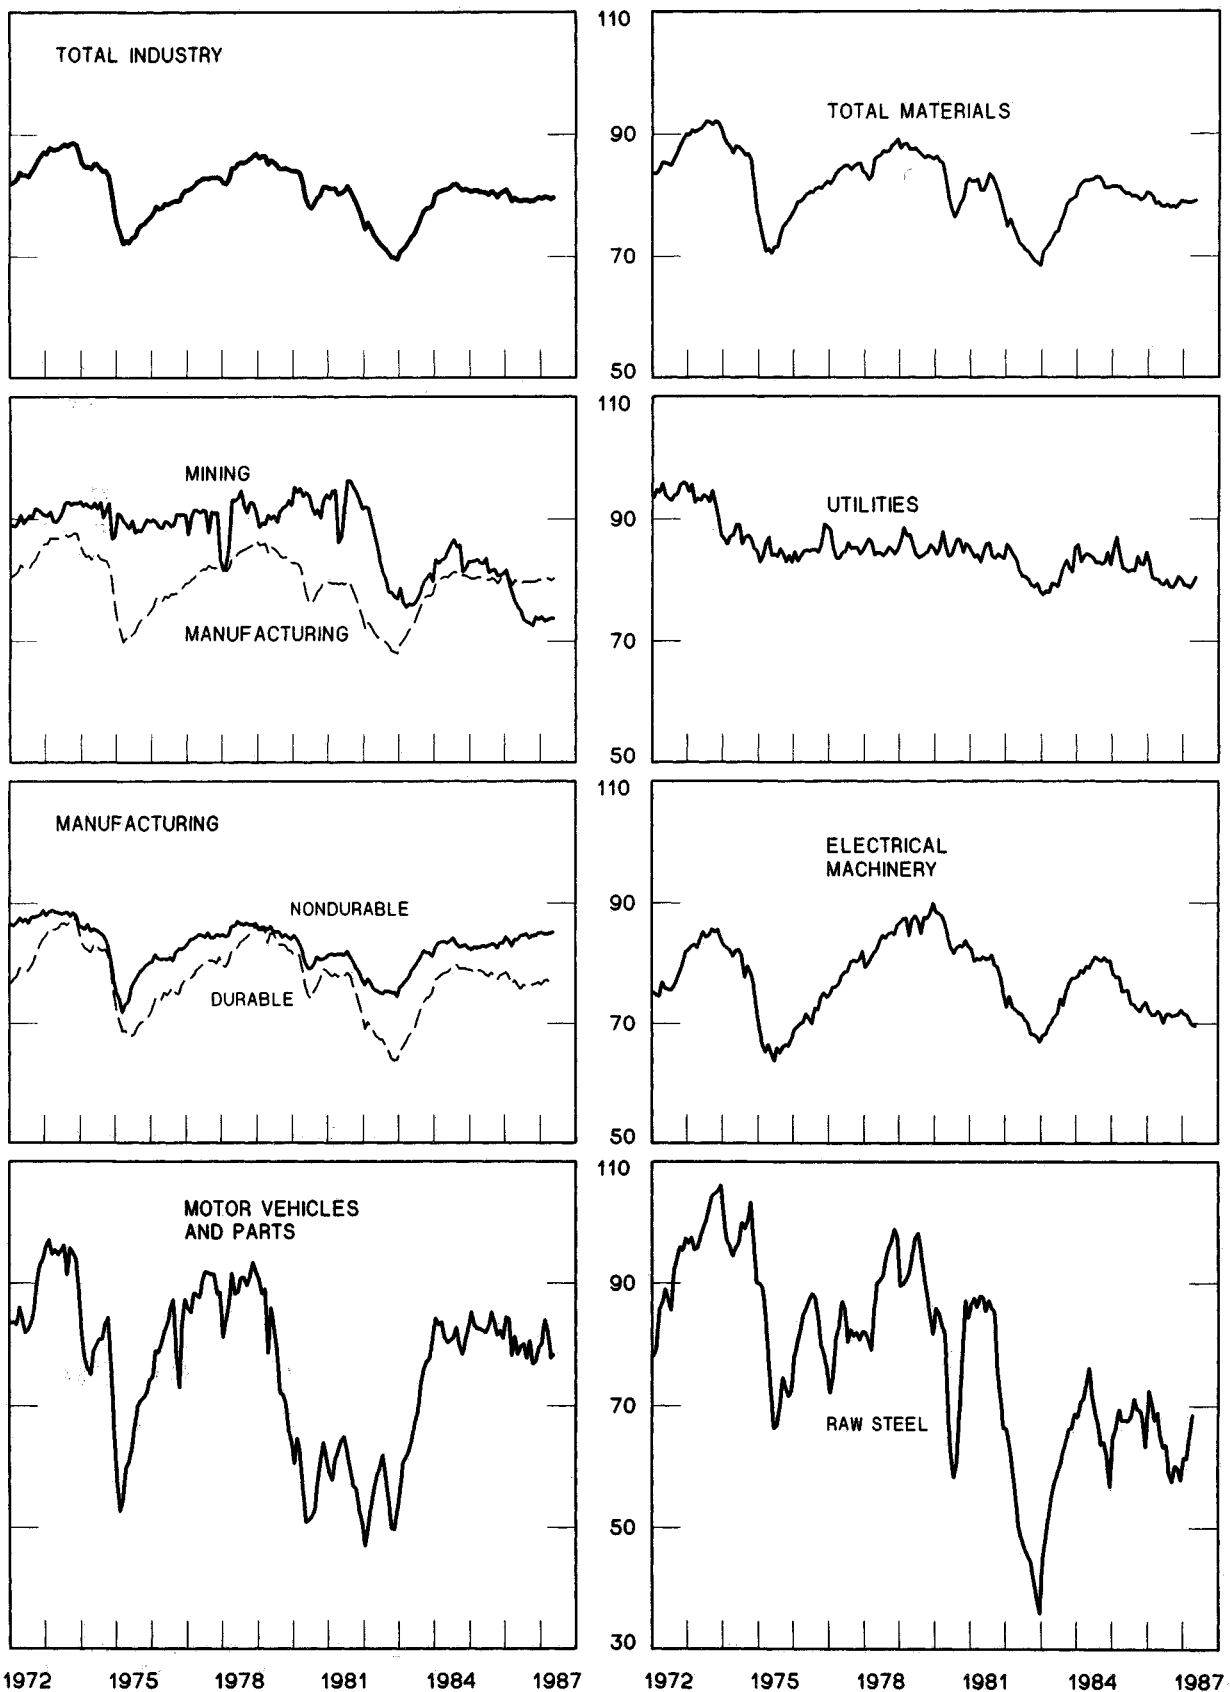 TOTAL INDUSTRY
110
TOTAL MATERIALS
90
70
50
MINING
MANUFACTURING
110
UTILITIES
90
70
50
MANUFACTURING
NONDURABLE
DURABLE
110
ELECTRICAL
MACHINERY
90
70
50
MOTOR VEHICLES
AND PARTS
110
90
70
RAW STEEL
50
30
1972 1975 1978 1981 1984 1987
1972 1975 1978 1981 1984 1987